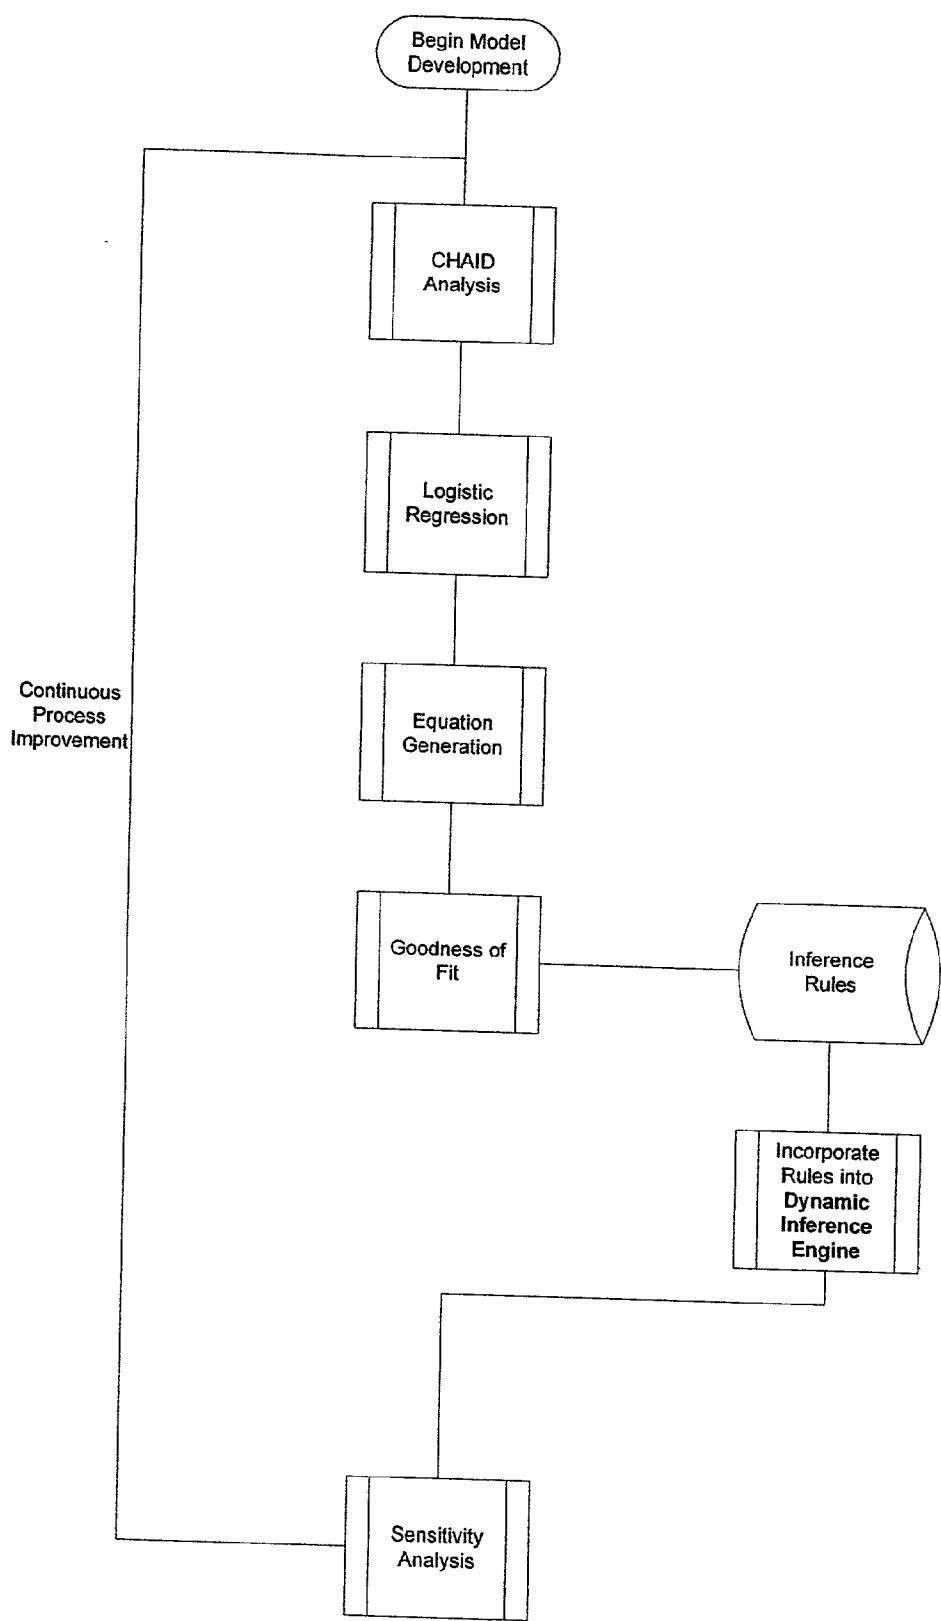 Begin Model
Development
CHAID
Analysis
Logistic
Regression
Equation
Generation
Continuous
Process
Improvement
Goodness of
Fit
Inference
Rules
Incorporate
Rules into
Dynamic
Inference
Engine
Sensitivity
Analysis